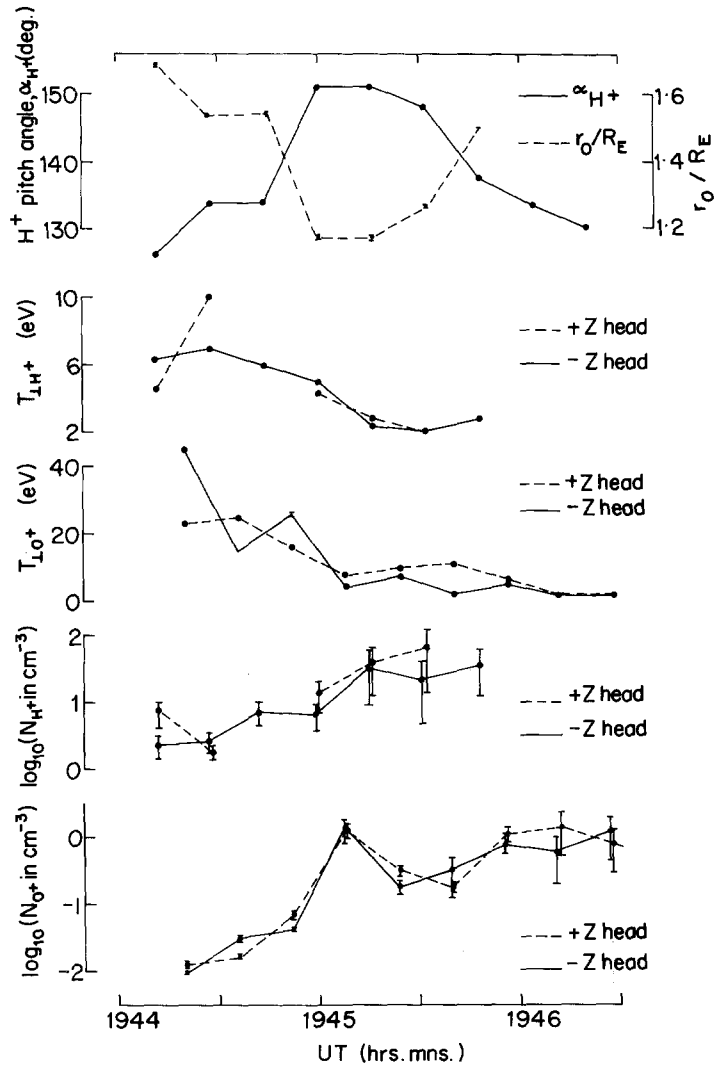 H⁺ pitch angle, α_H⁺ (deg.)
150
140
130
α_H+
r₀/R_E
1·6
1·4
1·2
r₀ / R_E
T_⊥H⁺ (eV)
10
6
2
+Z head
-Z head
T_⊥O⁺ (eV)
40
20
0
+Z head
-Z head
log₁₀(N_H⁺ in cm⁻³)
2
1
0
+Z head
-Z head
log₁₀(N_O⁺ in cm⁻³)
0
-1
-2
+Z head
-Z head
1944 1945 1946
UT (hrs. mns.)